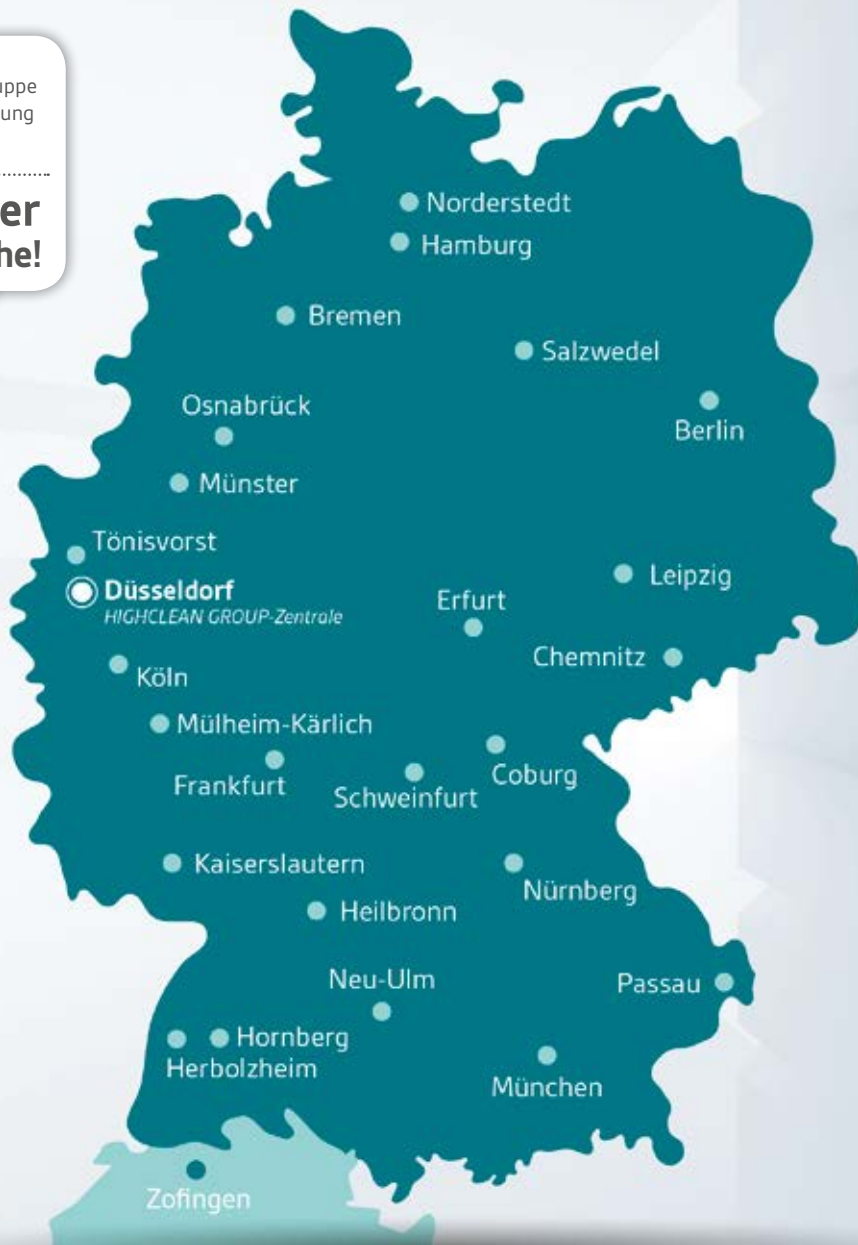 uppe
ung
er
he!
Norderstedt
Hamburg
Bremen
Salzwedel
Osnabrück
Berlin
Münster
Tönisvorst
Düsseldorf
HIGHCLEAN GROUP-Zentrale
Leipzig
Erfurt
Chemnitz
Köln
Mülheim-Kärlich
Coburg
Frankfurt
Schweinfurt
Kaiserslautern
Nürnberg
Heilbronn
Neu-Ulm
Passau
Hornberg
Herbolzheim
München
Zofingen